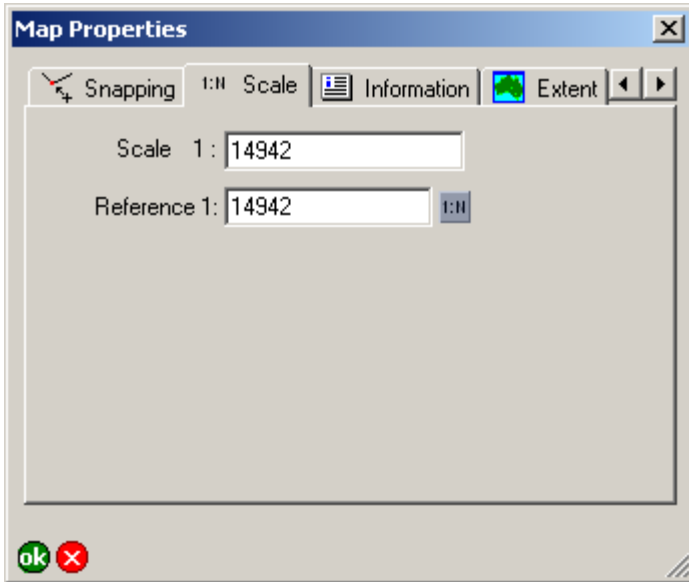 Map Properties
Snapping 1:N Scale Information Extent
Scale 1 : 14942
Reference 1: 14942 1:N
ok